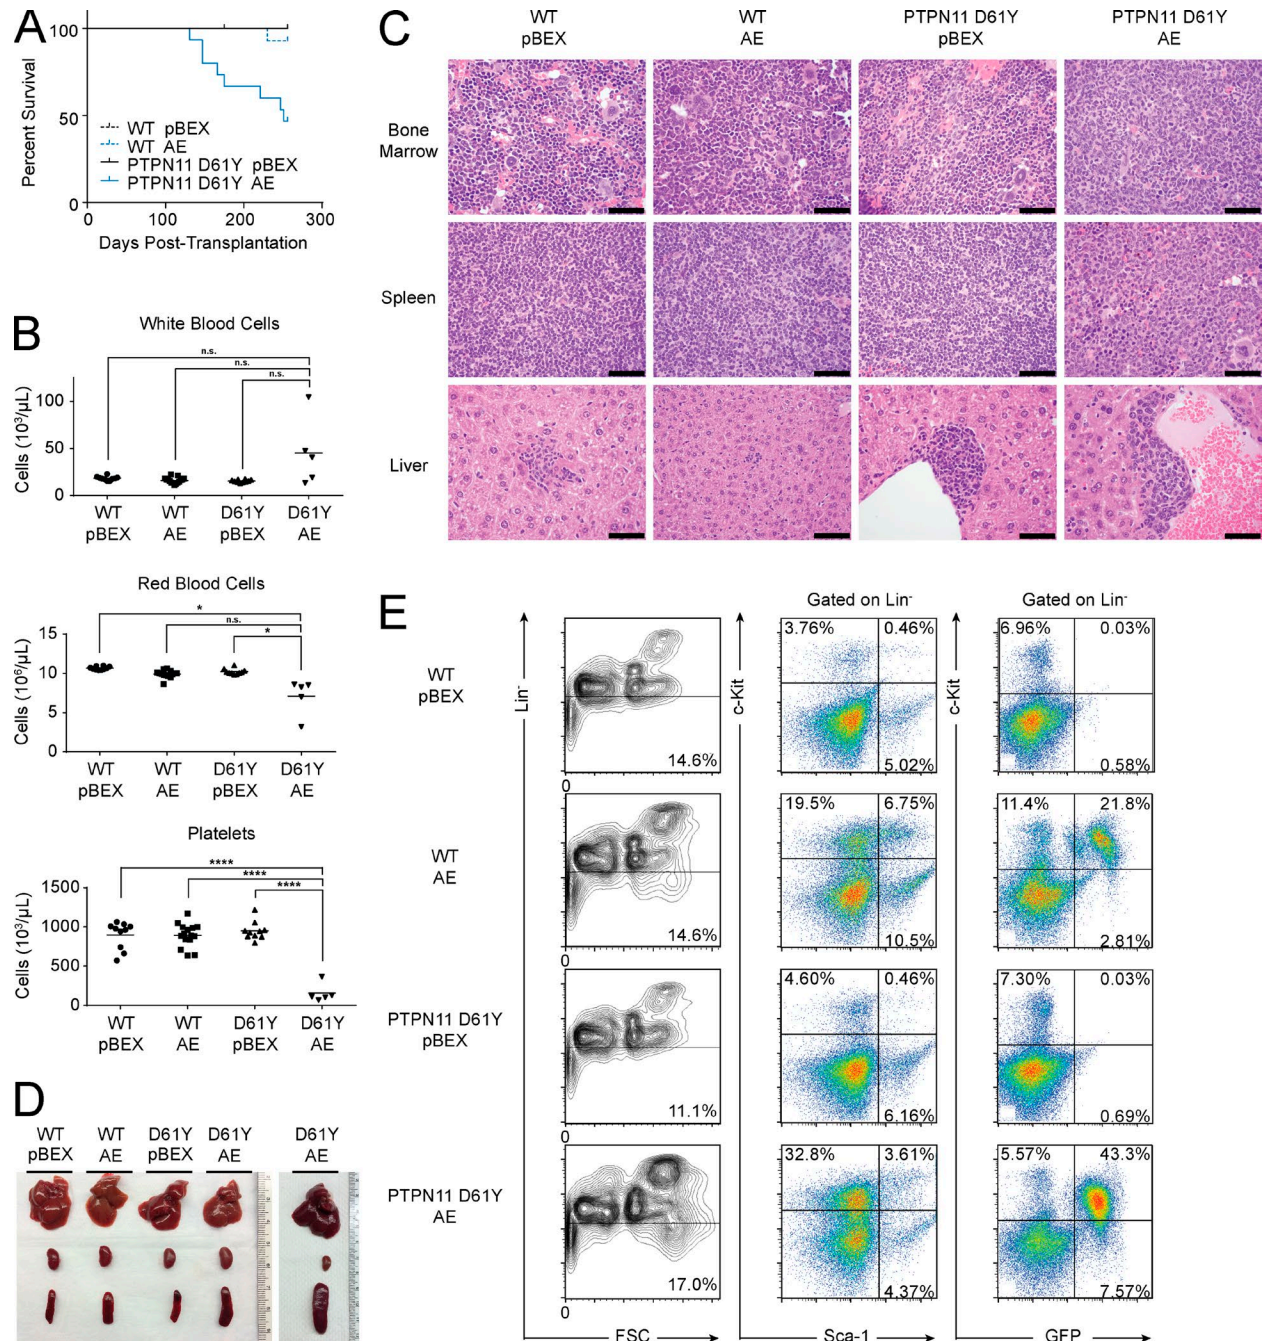 A
Percent Survival
100
50
0
0
100
200
300
Days Post-Transplantation
WT pBEX
WT AE
PTPN11 D61Y pBEX
PTPN11 D61Y AE
B
White Blood Cells
n.s.
n.s.
n.s.
Cells (10³/µL)
100
50
0
WT pBEX
WT AE
D61Y pBEX
D61Y AE
Red Blood Cells
*
n.s.
*
Cells (10⁶/µL)
15
10
5
0
WT pBEX
WT AE
D61Y pBEX
D61Y AE
Platelets
****
****
****
Cells (10³/µL)
1500
1000
500
0
WT pBEX
WT AE
D61Y pBEX
D61Y AE
C
WT pBEX
WT AE
PTPN11 D61Y pBEX
PTPN11 D61Y AE
Bone Marrow
Spleen
Liver
D
WT pBEX
WT AE
D61Y pBEX
D61Y AE
D61Y AE
E
Gated on Lin⁻
Gated on Lin⁻
Lin⁻
c-Kit
c-Kit
WT pBEX
14.6%
0
3.76%
0.46%
5.02%
6.96%
0.03%
0.58%
WT AE
14.6%
0
19.5%
6.75%
10.5%
11.4%
21.8%
2.81%
PTPN11 D61Y pBEX
11.1%
0
4.60%
0.46%
6.16%
7.30%
0.03%
0.69%
PTPN11 D61Y AE
17.0%
0
32.8%
3.61%
4.37%
5.57%
43.3%
7.57%
FSC
Sca-1
GFP